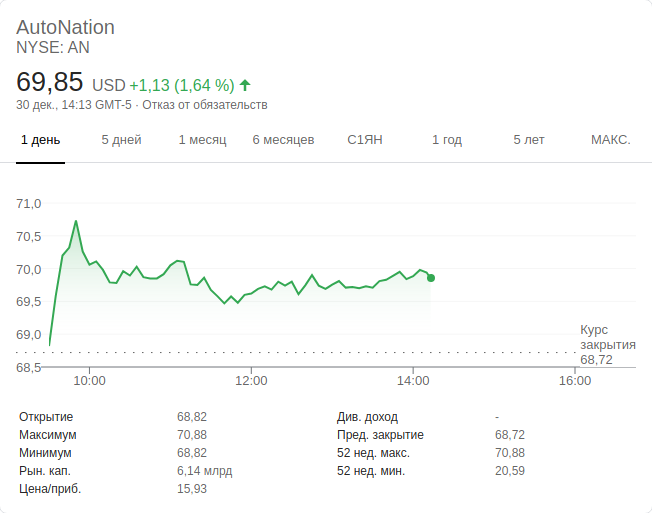 AutoNation
NYSE: AN
69,85 USD +1,13 (1,64 %)
30 дек., 14:13 GMT-5 · Отказ от обязательств
1 день 5 дней 1 месяц 6 месяцев С1ЯН 1 год 5 лет МАКС.
71,0
70,5
70,0
69,5
69,0
68,5
Курс
закрытия
68,72
10:00 12:00 14:00 16:00
Открытие 68,82 Див. доход -
Максимум 70,88 Пред. закрытие 68,72
Минимум 68,82 52 нед. макс. 70,88
Рын. кап. 6,14 млрд 52 нед. мин. 20,59
Цена/приб. 15,93